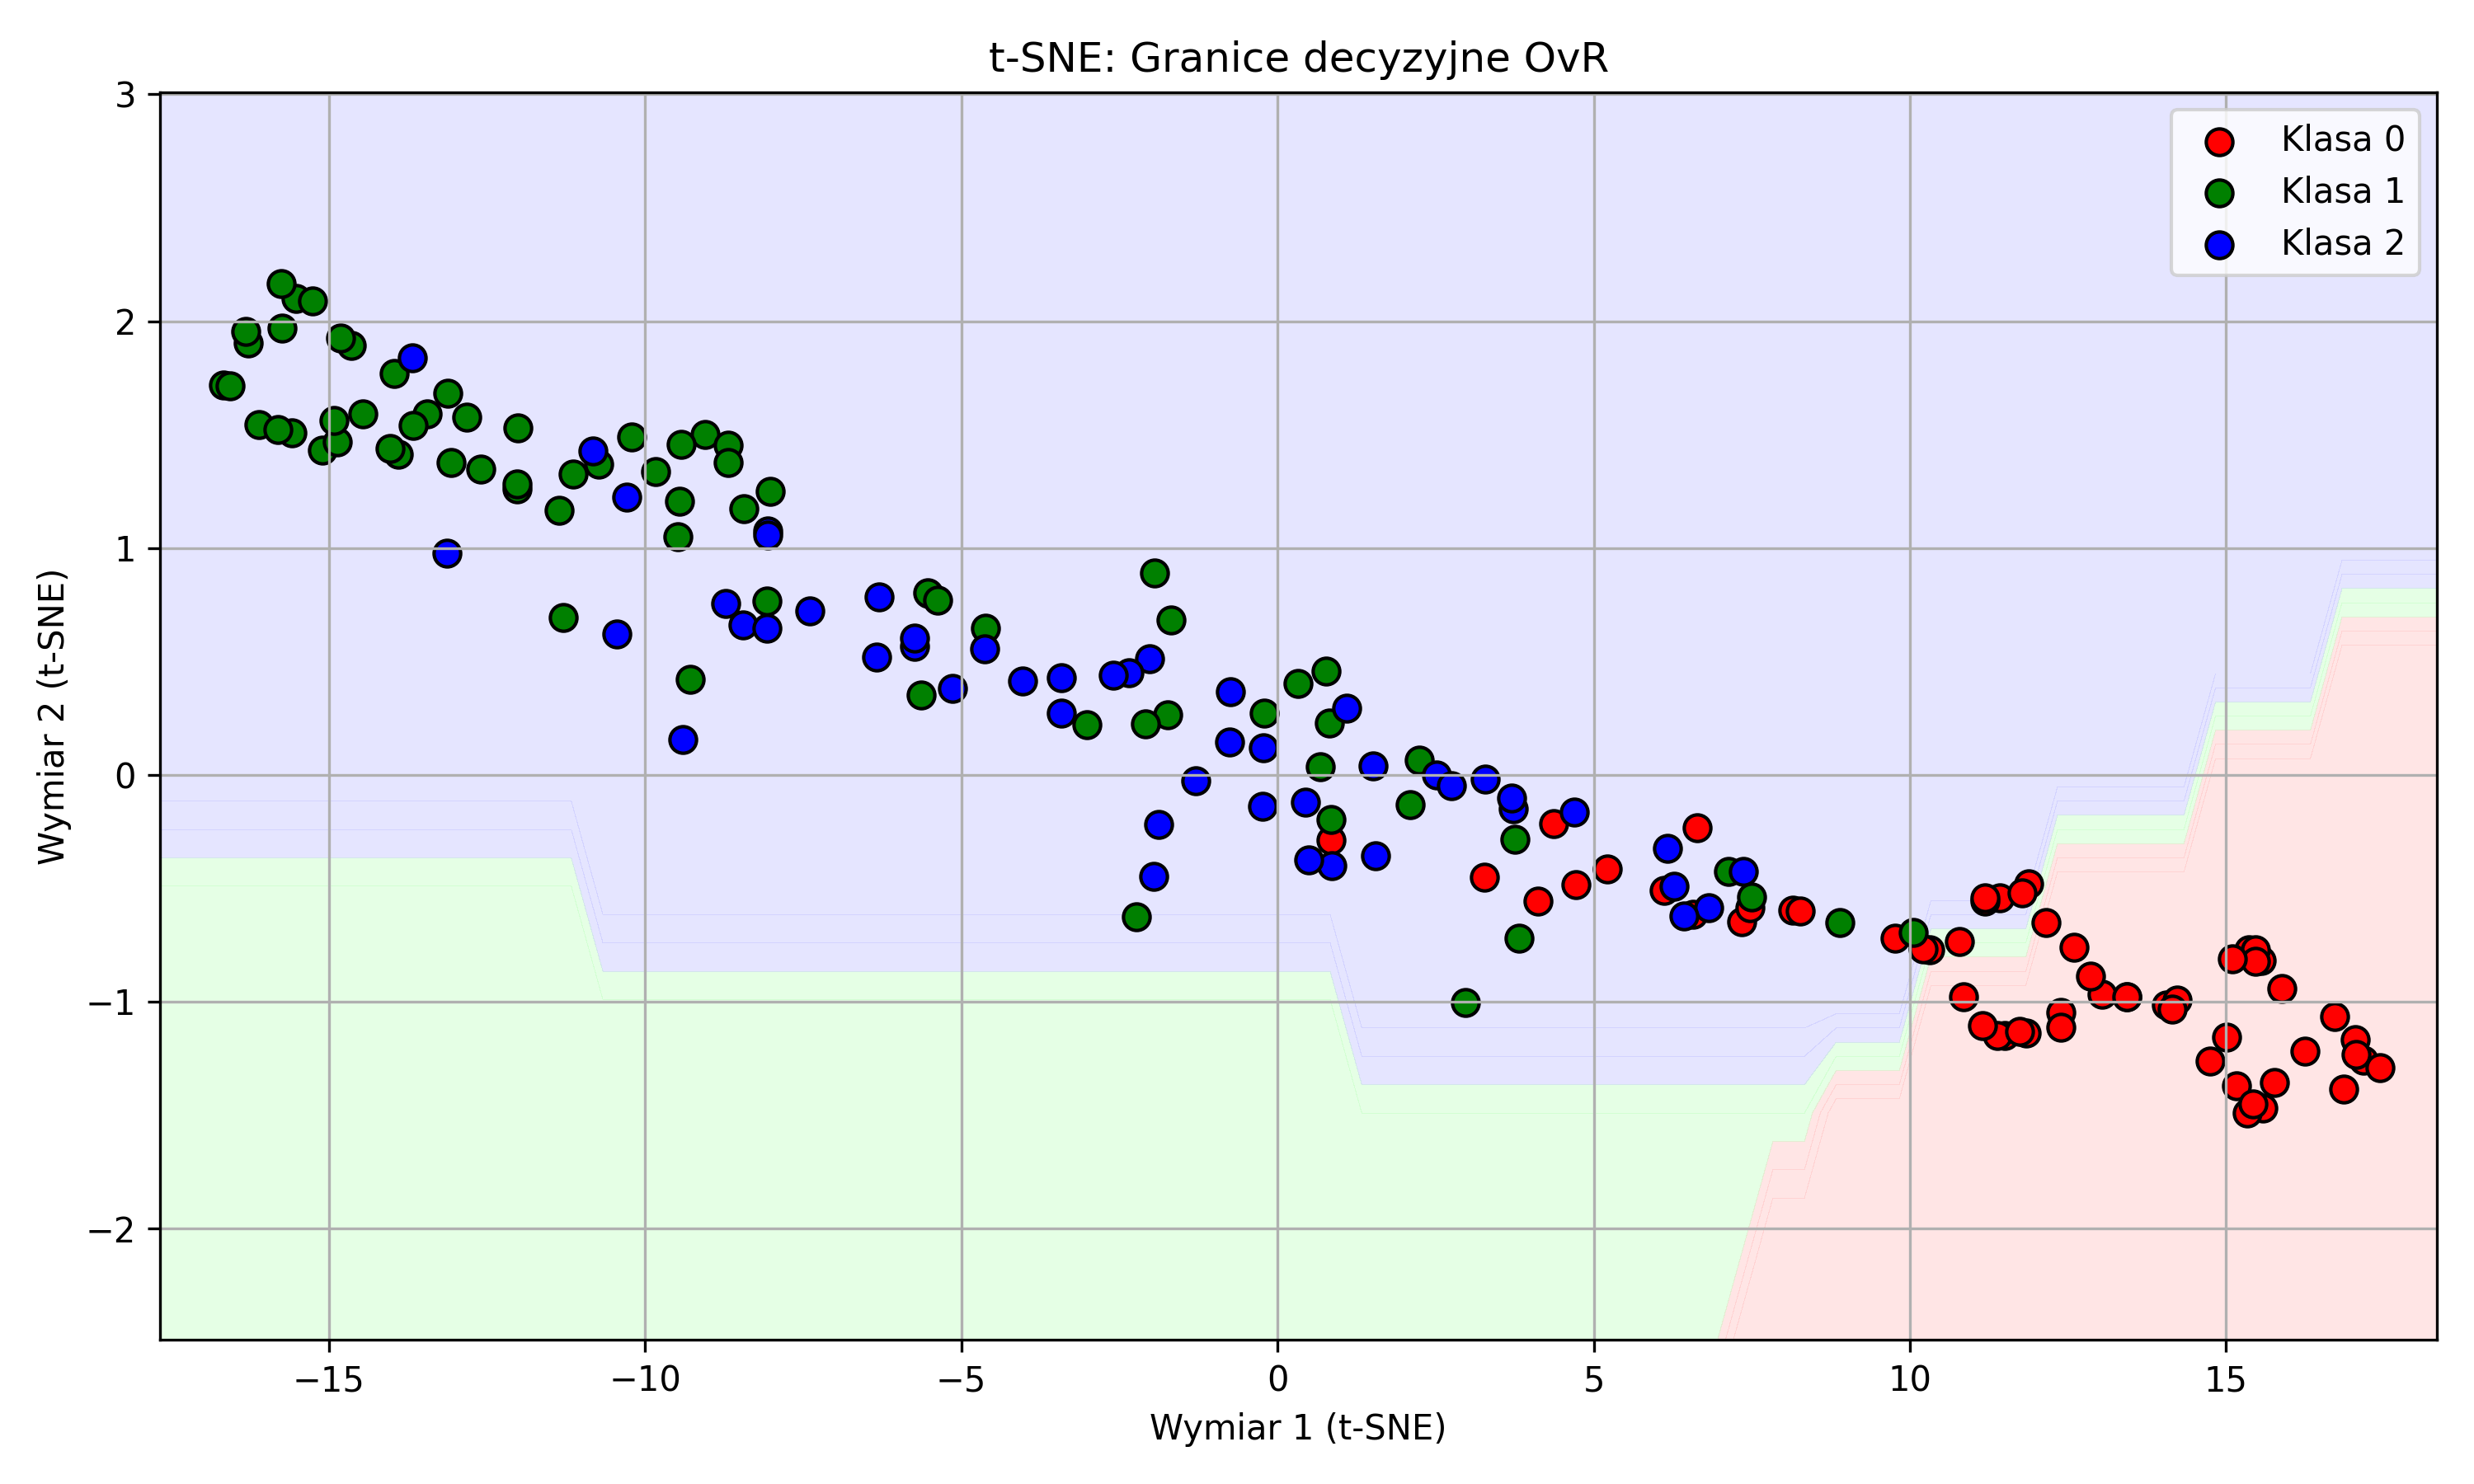 t-SNE: Granice decyzyjne OvR
Klasa 0
Klasa 1
Klasa 2
Wymiar 2 (t-SNE)
3
2
1
0
−1
−2
−15
−10
−5
0
5
10
15
Wymiar 1 (t-SNE)